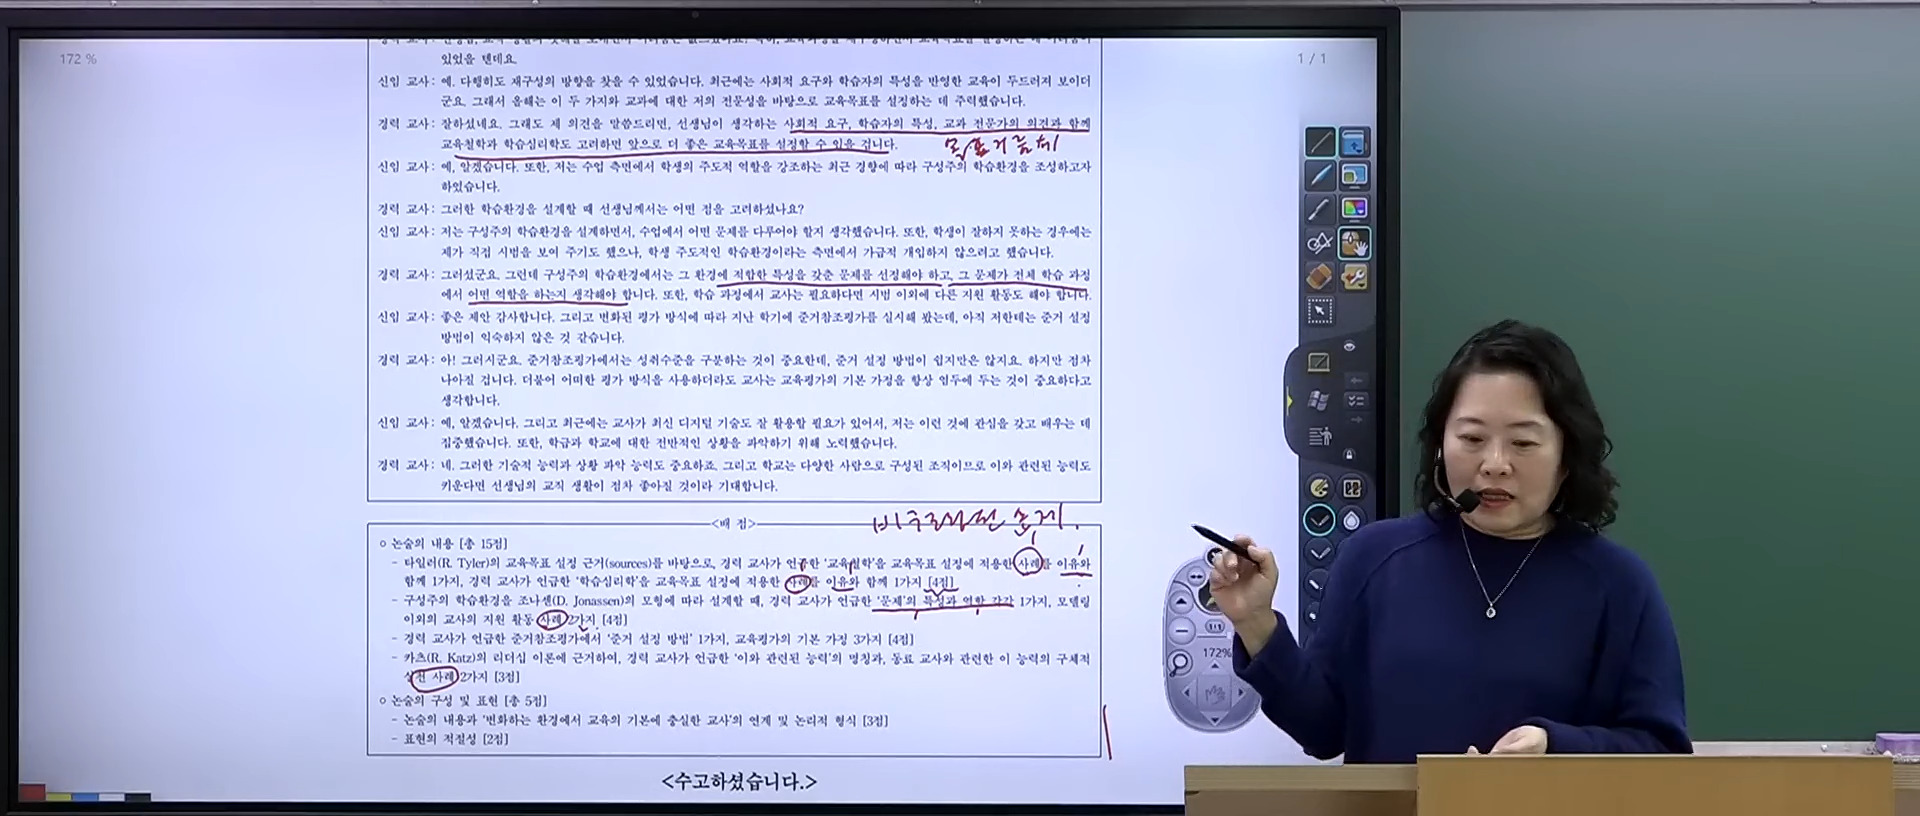 172 %
1 / 1
있었을 텐데요.
신임 교사: 예. 다행히도 재구성의 방향을 찾을 수 있었습니다. 최근에는 사회적 요구와 학습자의 특성을 반영한 교육이 두드러져 보이더
군요. 그래서 올해는 이 두 가지와 교과에 대한 저의 전문성을 바탕으로 교육목표를 설정하는 데 주력했습니다.
경력 교사: 잘하셨네요. 그래도 제 의견을 말씀드리면, 선생님이 생각하는 사회적 요구, 학습자의 특성, 교과 전문가의 의견과 함께
교육철학과 학습심리학도 고려하면 앞으로 더 좋은 교육목표를 설정할 수 있을 겁니다.
신임 교사: 예, 알겠습니다. 또한, 저는 수업 측면에서 학생의 주도적 역할을 강조하는 최근 경향에 따라 구성주의 학습환경을 조성하고자
하였습니다.
경력 교사: 그러한 학습환경을 설계할 때 선생님께서는 어떤 점을 고려하셨나요?
신임 교사: 저는 구성주의 학습환경을 설계하면서, 수업에서 어떤 문제를 다루어야 할지 생각했습니다. 또한, 학생이 잘하지 못하는 경우에는
제가 직접 시범을 보여 주기도 했으나, 학생 주도적인 학습환경이라는 측면에서 가급적 개입하지 않으려고 했습니다.
경력 교사: 그러셨군요. 그런데 구성주의 학습환경에서는 그 환경에 적합한 특성을 갖춘 문제를 선정해야 하고, 그 문제가 전체 학습 과정
에서 어떤 역할을 하는지 생각해야 합니다. 또한, 학습 과정에서 교사는 필요하다면 시범 이외에 다른 지원 활동도 해야 합니다.
신임 교사: 좋은 제안 감사합니다. 그리고 변화된 평가 방식에 따라 지난 학기에 준거참조평가를 실시해 봤는데, 아직 저한테는 준거 설정
방법이 익숙하지 않은 것 같습니다.
경력 교사: 아! 그러시군요. 준거참조평가에서는 성취수준을 구분하는 것이 중요한데, 준거 설정 방법이 쉽지만은 않지요. 하지만 점차
나아질 겁니다. 더불어 어떠한 평가 방식을 사용하더라도 교사는 교육평가의 기본 가정을 항상 염두에 두는 것이 중요하다고
생각합니다.
신임 교사: 예, 알겠습니다. 그리고 최근에는 교사가 최신 디지털 기술도 잘 활용할 필요가 있어서, 저는 이런 것에 관심을 갖고 배우는 데
집중했습니다. 또한, 학급과 학교에 대한 전반적인 상황을 파악하기 위해 노력했습니다.
경력 교사: 네. 그러한 기술적 능력과 상황 파악 능력도 중요하죠. 그리고 학교는 다양한 사람으로 구성된 조직이므로 이와 관련된 능력도
키운다면 선생님의 교직 생활이 점차 좋아질 것이라 기대합니다.
<배 점>
○ 논술의 내용 [총 15점]
- 타일러(R. Tyler)의 교육목표 설정 근거(sources)를 바탕으로, 경력 교사가 언급한 '교육철학'을 교육목표 설정에 적용한 사례를 이유와
함께 1가지, 경력 교사가 언급한 '학습심리학'을 교육목표 설정에 적용한 사례를 이유와 함께 1가지 [4점]
- 구성주의 학습환경을 조나센(D. Jonassen)의 모형에 따라 설계할 때, 경력 교사가 언급한 '문제'의 특성과 역할 각각 1가지, 모델링
이외의 교사의 지원 활동 사례 2가지 [4점]
- 경력 교사가 언급한 준거참조평가에서 '준거 설정 방법' 1가지, 교육평가의 기본 가정 3가지 [4점]
- 카츠(R. Katz)의 리더십 이론에 근거하여, 경력 교사가 언급한 '이와 관련된 능력'의 명칭과, 동료 교사와 관련한 이 능력의 구체적
실천 사례 2가지 [3점]
○ 논술의 구성 및 표현 [총 5점]
- 논술의 내용과 '변화하는 환경에서 교육의 기본에 충실한 교사'의 연계 및 논리적 형식 [3점]
- 표현의 적절성 [2점]
<수고하셨습니다.>
172%